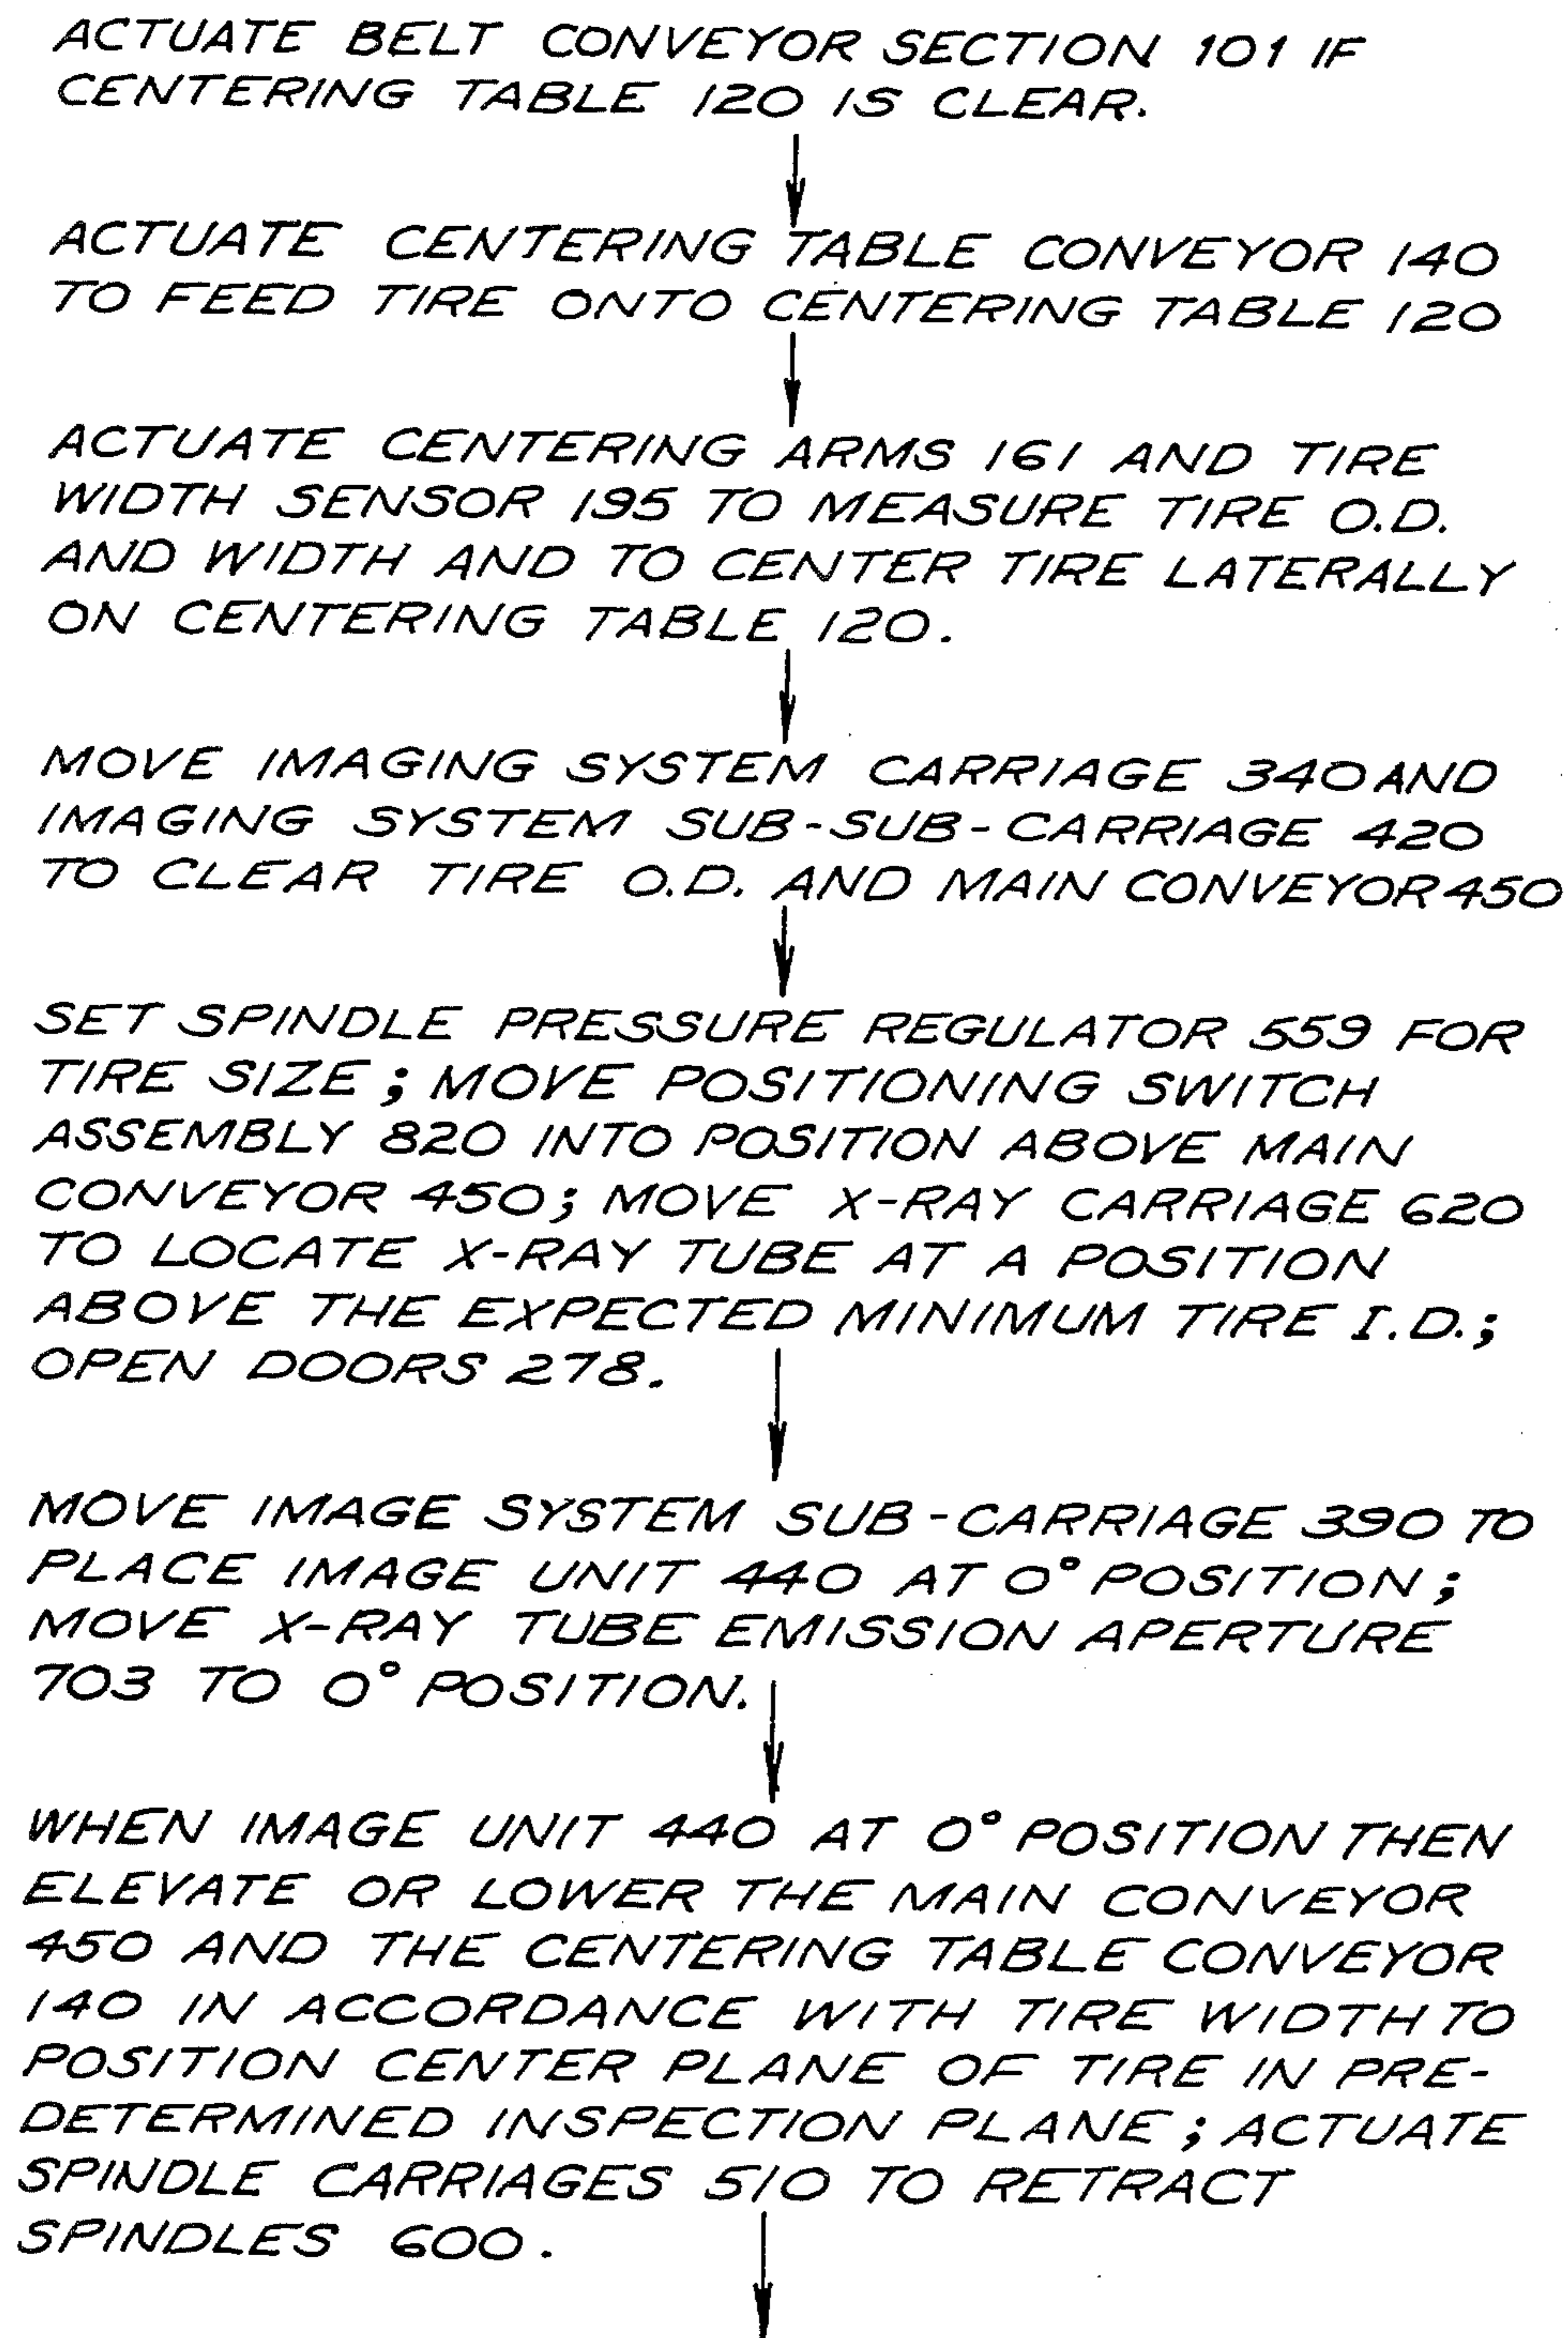 ACTUATE BELT CONVEYOR SECTION 101 IF
CENTERING TABLE 120 IS CLEAR.
ACTUATE CENTERING TABLE CONVEYOR 140
TO FEED TIRE ONTO CENTERING TABLE 120
ACTUATE CENTERING ARMS 161 AND TIRE
WIDTH SENSOR 195 TO MEASURE TIRE O.D.
AND WIDTH AND TO CENTER TIRE LATERALLY
ON CENTERING TABLE 120.
MOVE IMAGING SYSTEM CARRIAGE 340 AND
IMAGING SYSTEM SUB-SUB-CARRIAGE 420
TO CLEAR TIRE O.D. AND MAIN CONVEYOR 450
SET SPINDLE PRESSURE REGULATOR 559 FOR
TIRE SIZE; MOVE POSITIONING SWITCH
ASSEMBLY 820 INTO POSITION ABOVE MAIN
CONVEYOR 450; MOVE X-RAY CARRIAGE 620
TO LOCATE X-RAY TUBE AT A POSITION
ABOVE THE EXPECTED MINIMUM TIRE I.D.;
OPEN DOORS 278.
MOVE IMAGE SYSTEM SUB-CARRIAGE 390 TO
PLACE IMAGE UNIT 440 AT 0° POSITION;
MOVE X-RAY TUBE EMISSION APERTURE
703 TO 0° POSITION.
WHEN IMAGE UNIT 440 AT 0° POSITION THEN
ELEVATE OR LOWER THE MAIN CONVEYOR
450 AND THE CENTERING TABLE CONVEYOR
140 IN ACCORDANCE WITH TIRE WIDTH TO
POSITION CENTER PLANE OF TIRE IN PRE-
DETERMINED INSPECTION PLANE; ACTUATE
SPINDLE CARRIAGES 510 TO RETRACT
SPINDLES 600.